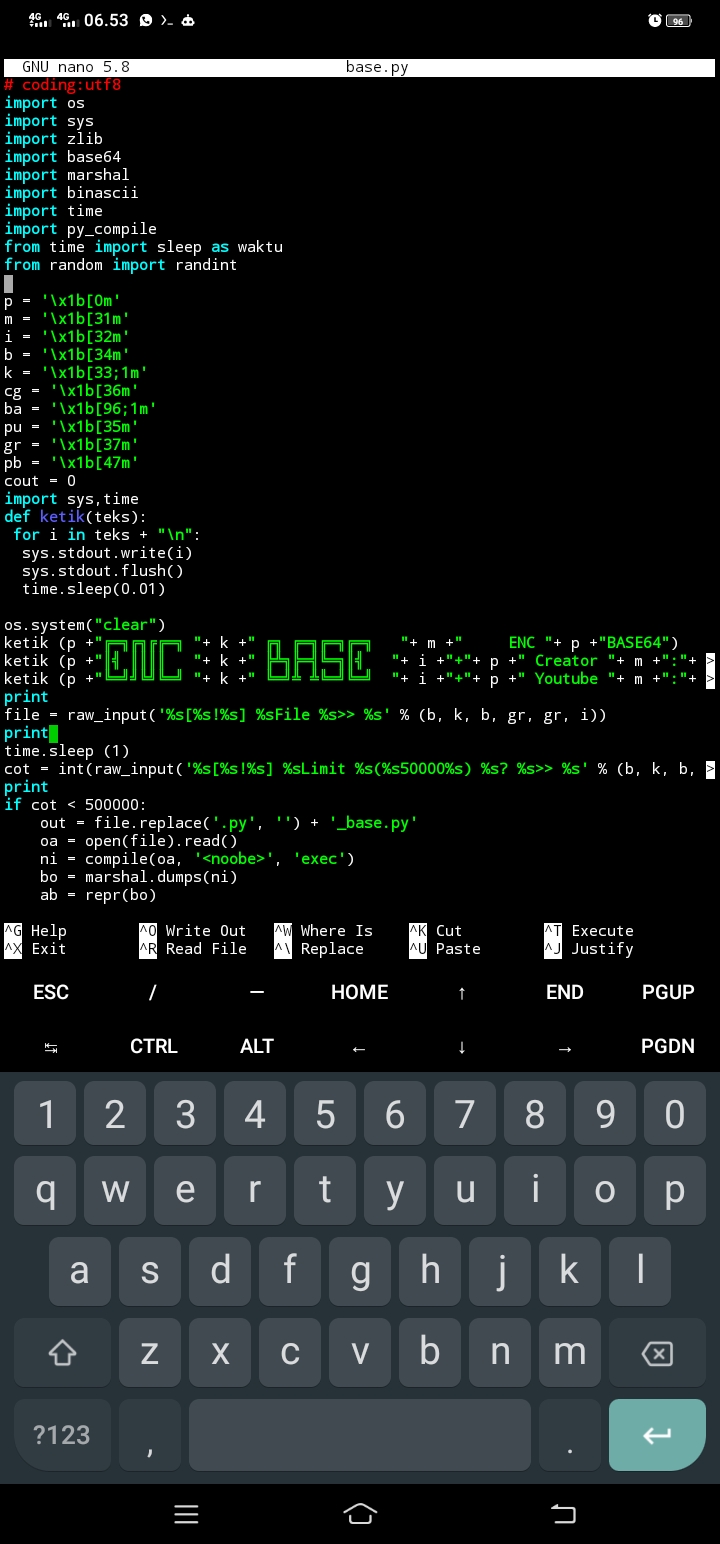 4G 4G 06.53 96
GNU nano 5.8 base.py
# coding:utf8
import os
import sys
import zlib
import base64
import marshal
import binascii
import time
import py_compile
from time import sleep as waktu
from random import randint
p = '\x1b[0m'
m = '\x1b[31m'
i = '\x1b[32m'
b = '\x1b[34m'
k = '\x1b[33;1m'
cg = '\x1b[36m'
ba = '\x1b[96;1m'
pu = '\x1b[35m'
gr = '\x1b[37m'
pb = '\x1b[47m'
cout = 0
import sys,time
def ketik(teks):
 for i in teks + "\n":
  sys.stdout.write(i)
  sys.stdout.flush()
  time.sleep(0.01)
os.system("clear")
ketik (p +" "+ k +" "+ m +" ENC "+ p +"BASE64")
ketik (p +" "+ k +" "+ i +"+"+ p +" Creator "+ m +":"+ >
ketik (p +" "+ k +" "+ i +"+"+ p +" Youtube "+ m +":"+ >
print
file = raw_input('%s[%s!%s] %sFile %s>> %s' % (b, k, b, gr, gr, i))
print
time.sleep (1)
cot = int(raw_input('%s[%s!%s] %sLimit %s(%s50000%s) %s? %s>> %s' % (b, k, b, >
print
if cot < 500000:
    out = file.replace('.py', '') + '_base.py'
    oa = open(file).read()
    ni = compile(oa, '<noobe>', 'exec')
    bo = marshal.dumps(ni)
    ab = repr(bo)
^G Help ^O Write Out ^W Where Is ^K Cut ^T Execute
^X Exit ^R Read File ^\ Replace ^U Paste ^J Justify
ESC / — HOME ↑ END PGUP
↹ CTRL ALT ← ↓ → PGDN
1 2 3 4 5 6 7 8 9 0
q w e r t y u i o p
a s d f g h j k l
z x c v b n m
?123 , .